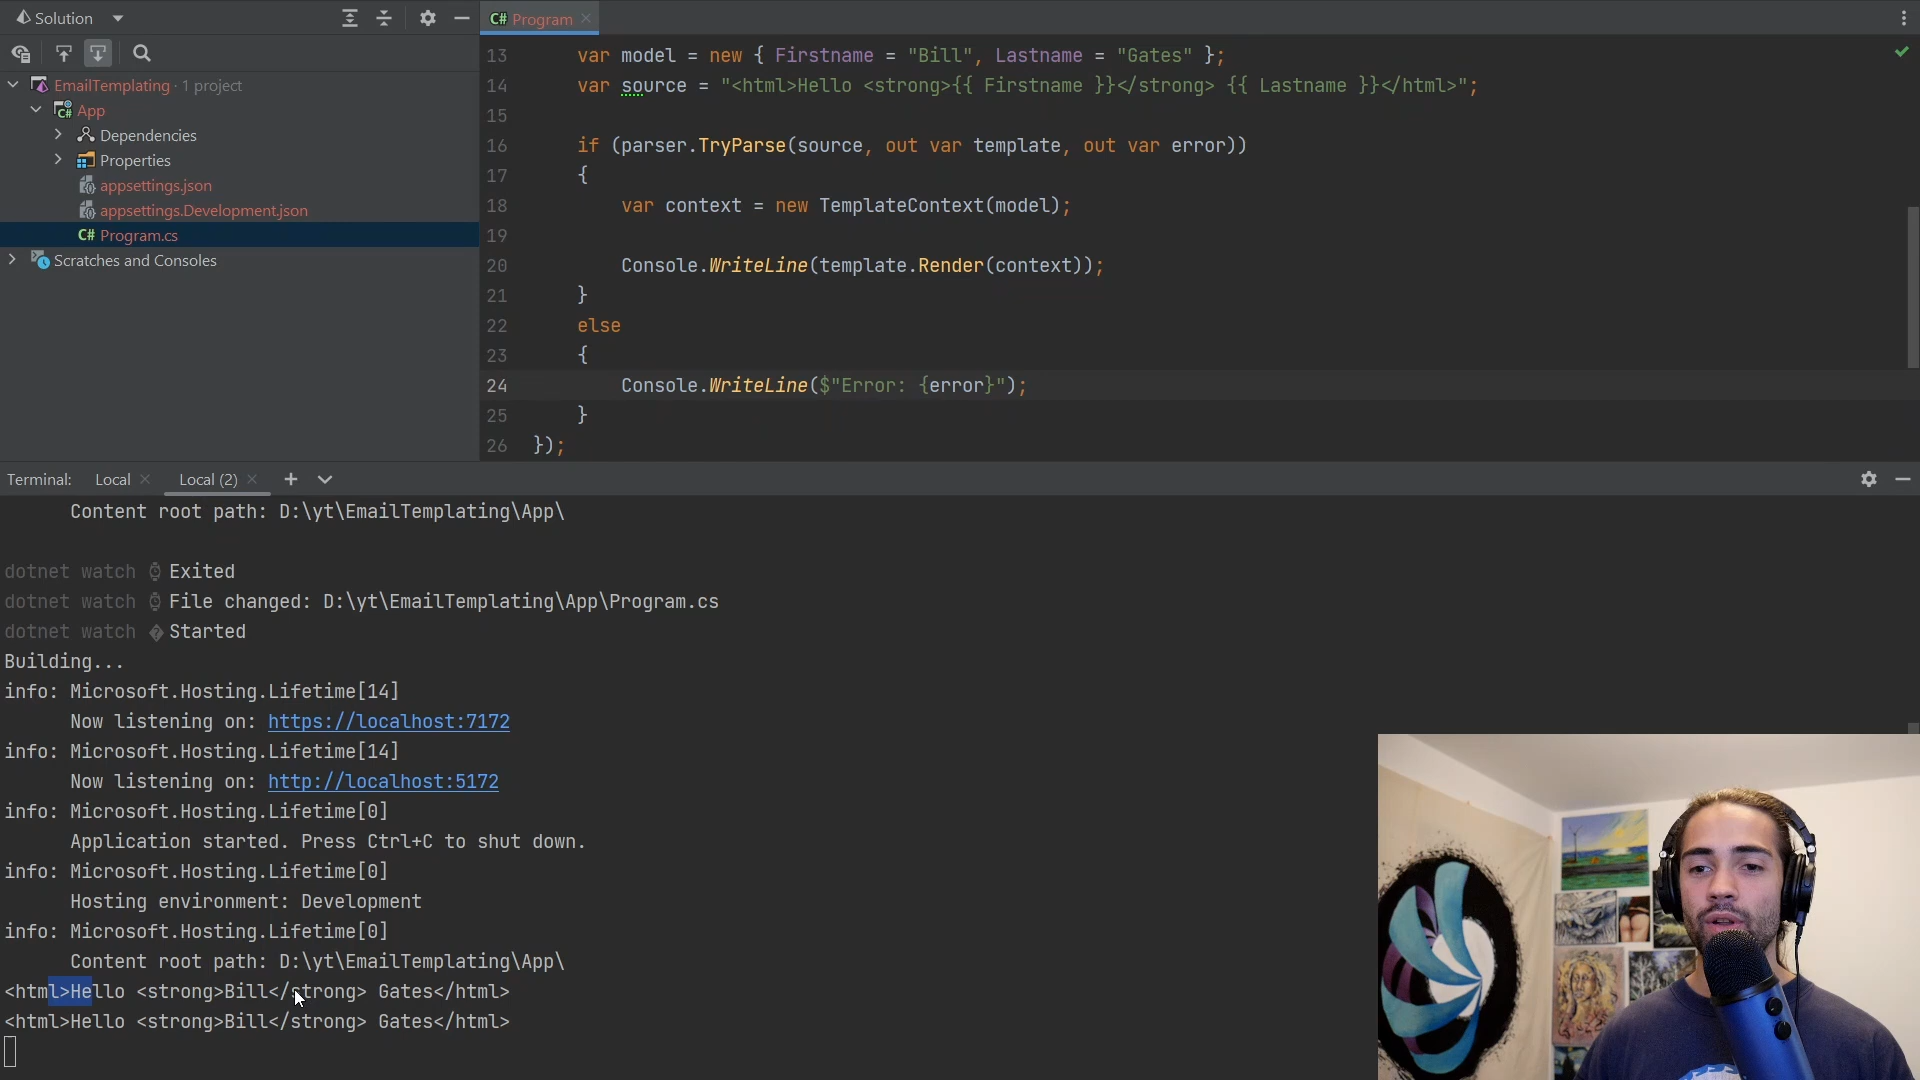 Solution
C# Program
EmailTemplating · 1 project
App
Dependencies
Properties
appsettings.json
appsettings.Development.json
C# Program.cs
Scratches and Consoles
13 var model = new { Firstname = "Bill", Lastname = "Gates" };
14 var source = "<html>Hello <strong>{{ Firstname }}</strong> {{ Lastname }}</html>";
15
16 if (parser.TryParse(source, out var template, out var error))
17 {
18 var context = new TemplateContext(model);
19
20 Console.WriteLine(template.Render(context));
21 }
22 else
23 {
24 Console.WriteLine($"Error: {error}");
25 }
26 });
Terminal: Local Local (2)
Content root path: D:\yt\EmailTemplating\App\
dotnet watch Exited
dotnet watch File changed: D:\yt\EmailTemplating\App\Program.cs
dotnet watch Started
Building...
info: Microsoft.Hosting.Lifetime[14]
Now listening on: https://localhost:7172
info: Microsoft.Hosting.Lifetime[14]
Now listening on: http://localhost:5172
info: Microsoft.Hosting.Lifetime[0]
Application started. Press Ctrl+C to shut down.
info: Microsoft.Hosting.Lifetime[0]
Hosting environment: Development
info: Microsoft.Hosting.Lifetime[0]
Content root path: D:\yt\EmailTemplating\App\
<html>Hello <strong>Bill</strong> Gates</html>
<html>Hello <strong>Bill</strong> Gates</html>